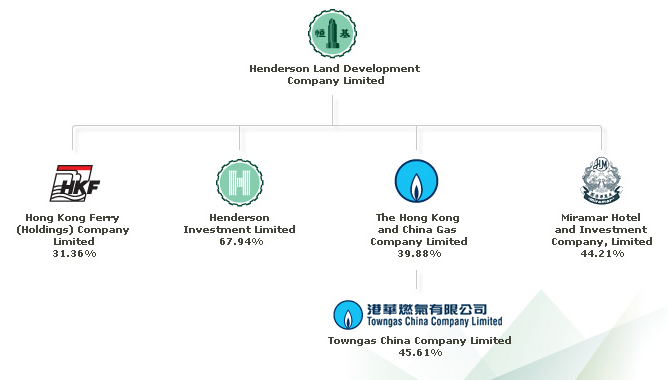 恒 基
Henderson Land Development
Company Limited
HKF
Hong Kong Ferry
(Holdings) Company
Limited
31.36%
H
Henderson
Investment Limited
67.94%
The Hong Kong
and China Gas
Company Limited
39.88%
HM
Miramar Hotel
and Investment
Company, Limited
44.21%
港華燃氣有限公司
Towngas China Company Limited
Towngas China Company Limited
45.61%